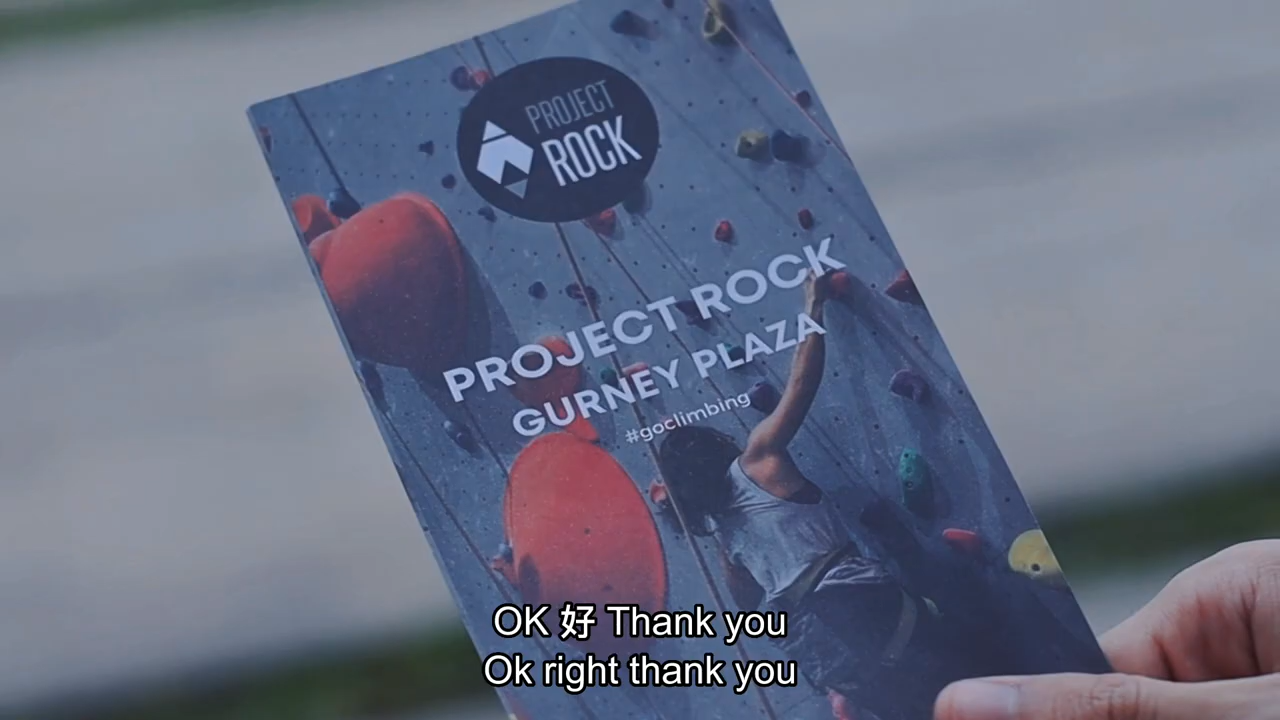 PROJECT
ROCK
PROJECT ROCK
GURNEY PLAZA
#goclimbing
OK 好 Thank you
Ok right thank you